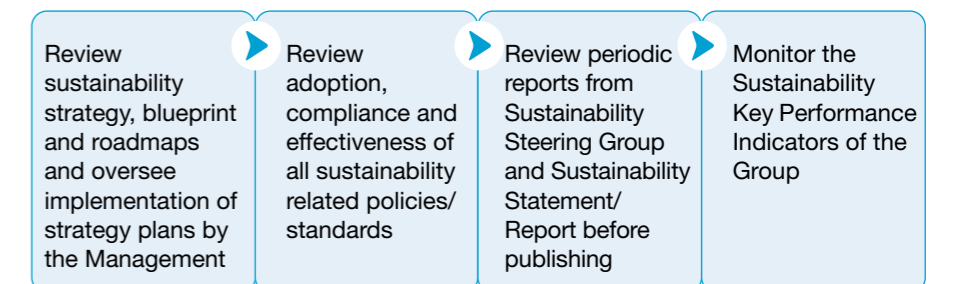 Review
sustainability
strategy, blueprint
and roadmaps
and oversee
implementation of
strategy plans by
the Management
Review
adoption,
compliance and
effectiveness of
all sustainability
related policies/
standards
Review periodic
reports from
Sustainability
Steering Group
and Sustainability
Statement/
Report before
publishing
Monitor the
Sustainability
Key Performance
Indicators of the
Group